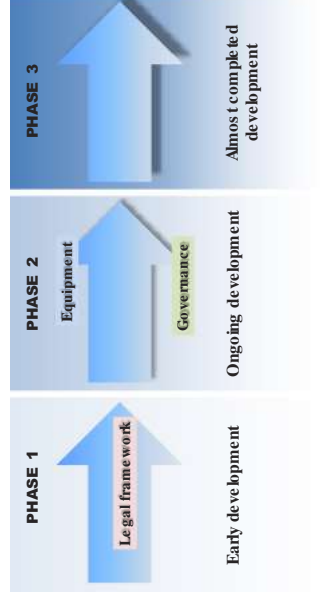 PHASE 1
Legal framework
Early development
PHASE 2
Equipment
Governance
Ongoing development
PHASE 3
Almost completed
development